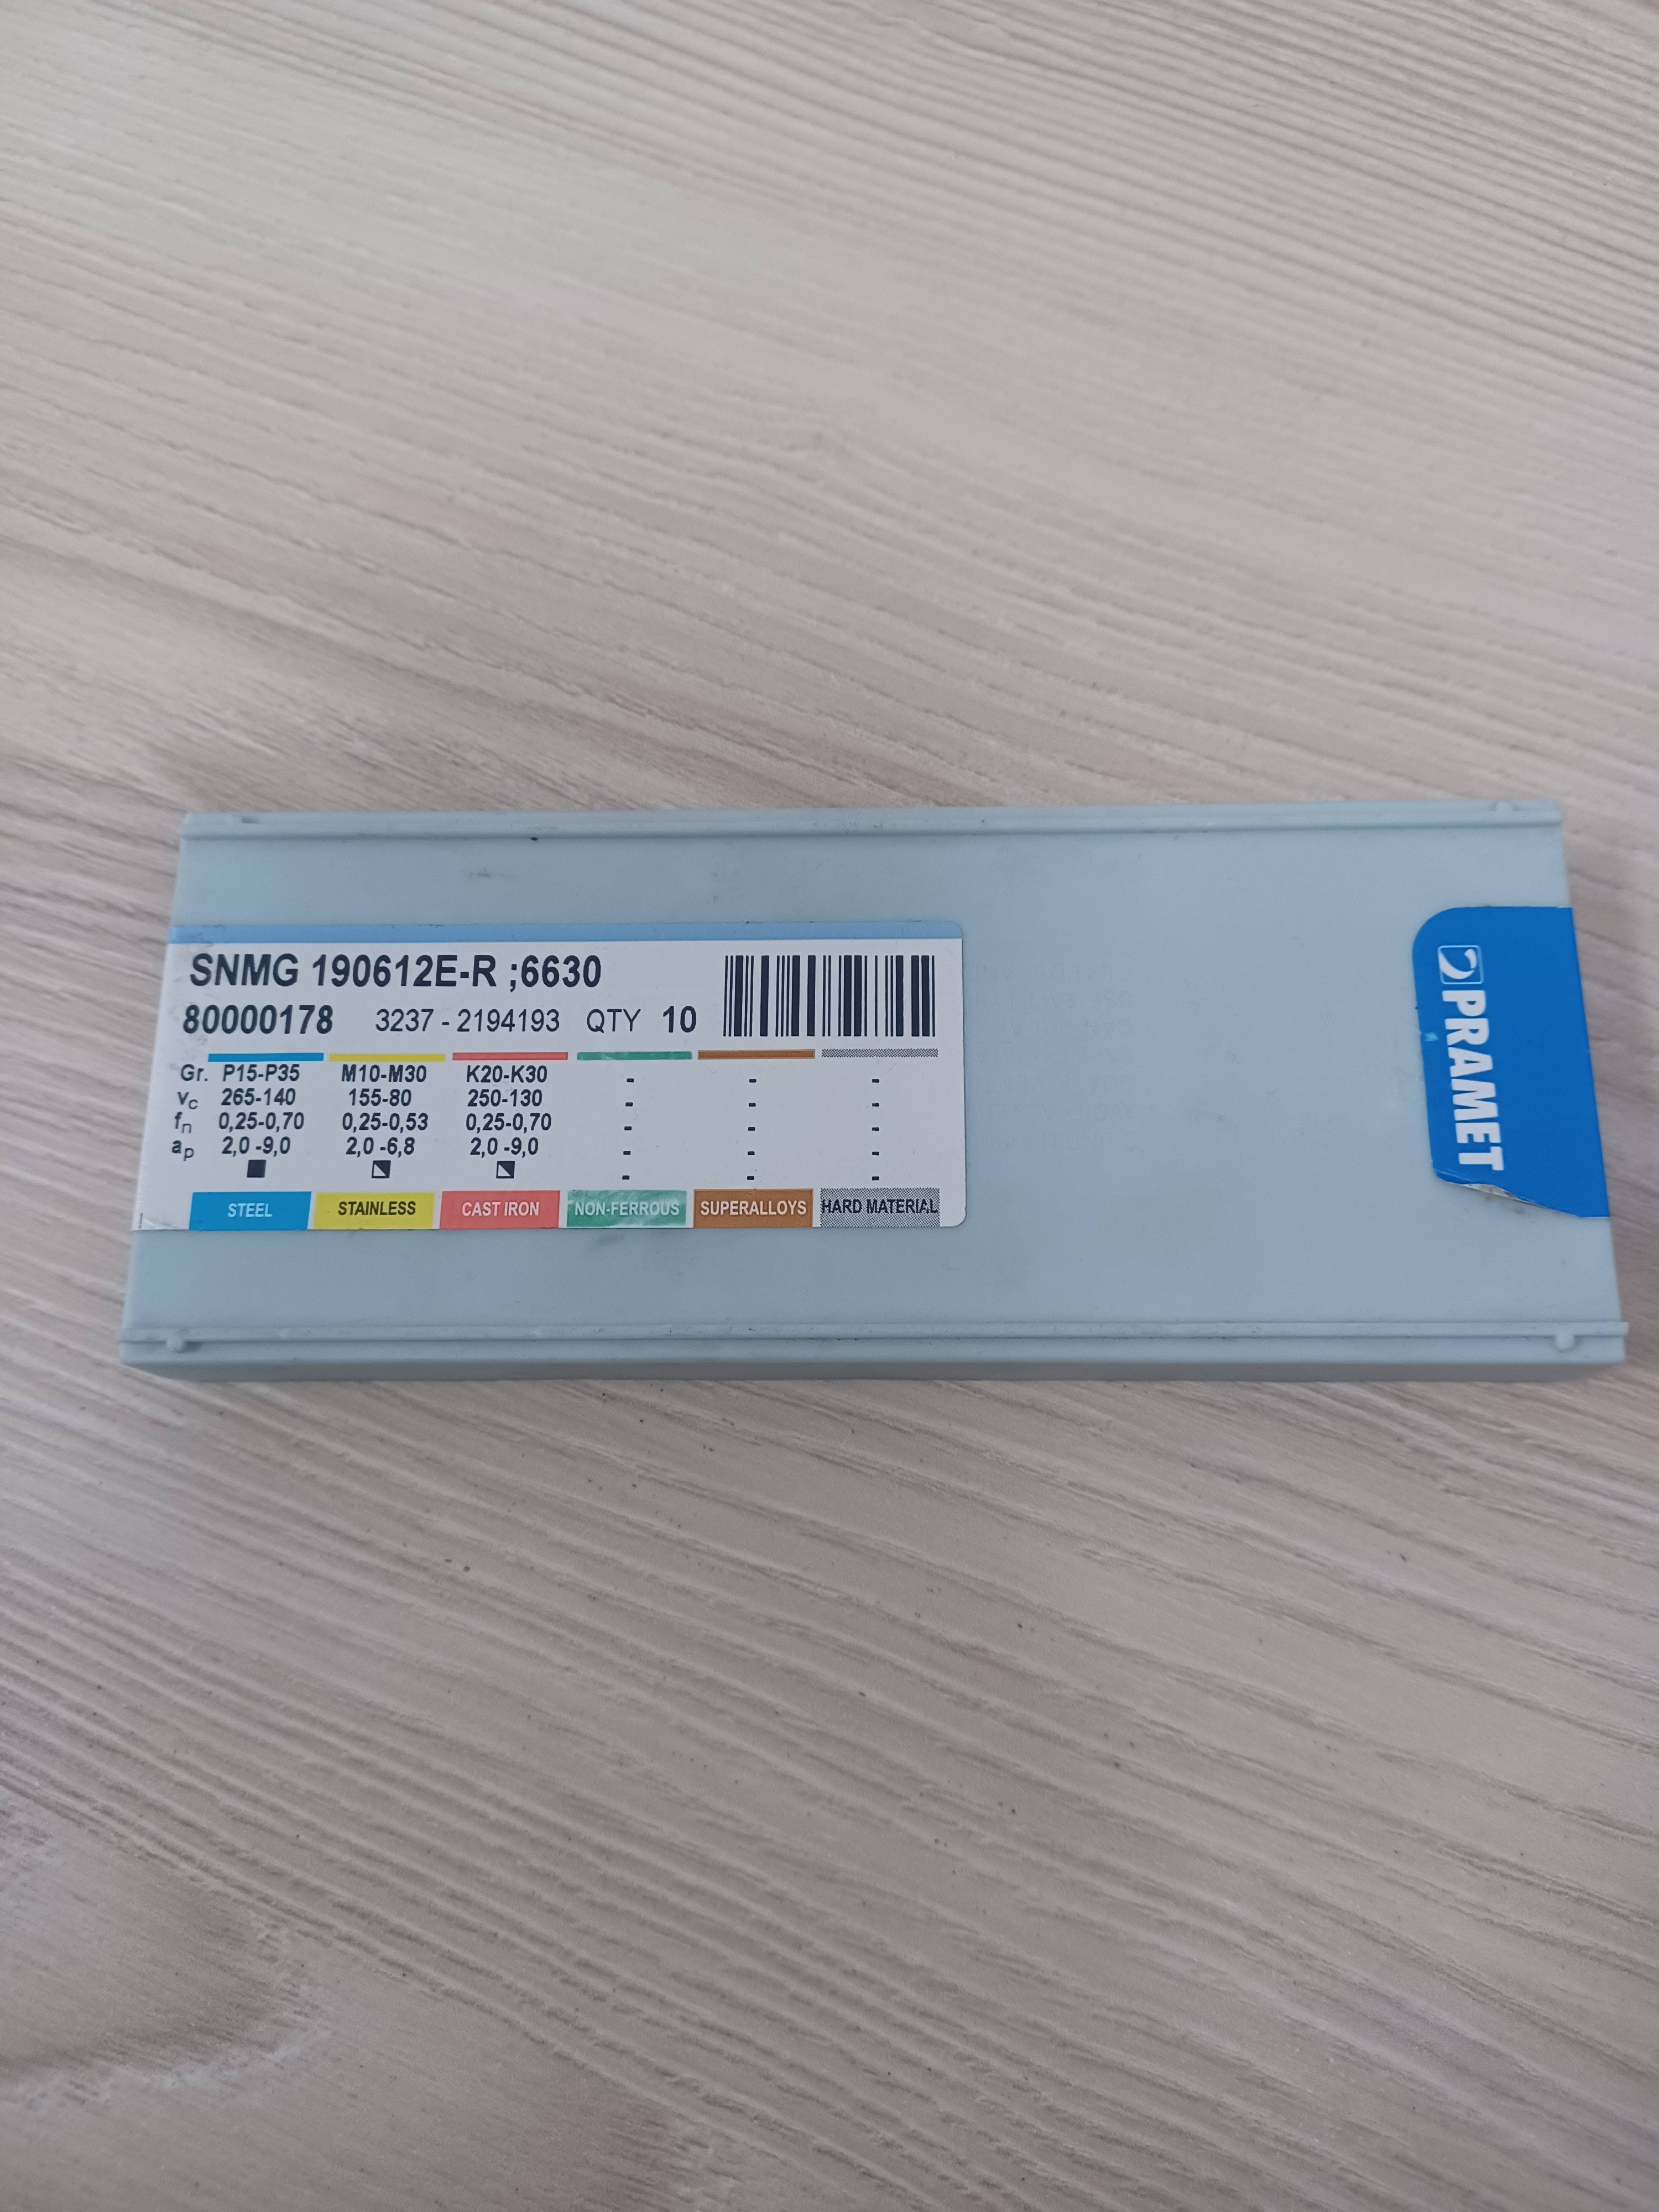 SNMG 190612E-R ;6630
80000178 3237 - 2194193 QTY 10
Gr. P15-P35 M10-M30 K20-K30 - - -
vc 265-140 155-80 250-130 - - -
fn 0,25-0,70 0,25-0,53 0,25-0,70 - - -
ap 2,0 -9,0 2,0 -6,8 2,0 -9,0 - - -
- - -
STEEL STAINLESS CAST IRON NON-FERROUS SUPERALLOYS HARD MATERIAL
PRAMET